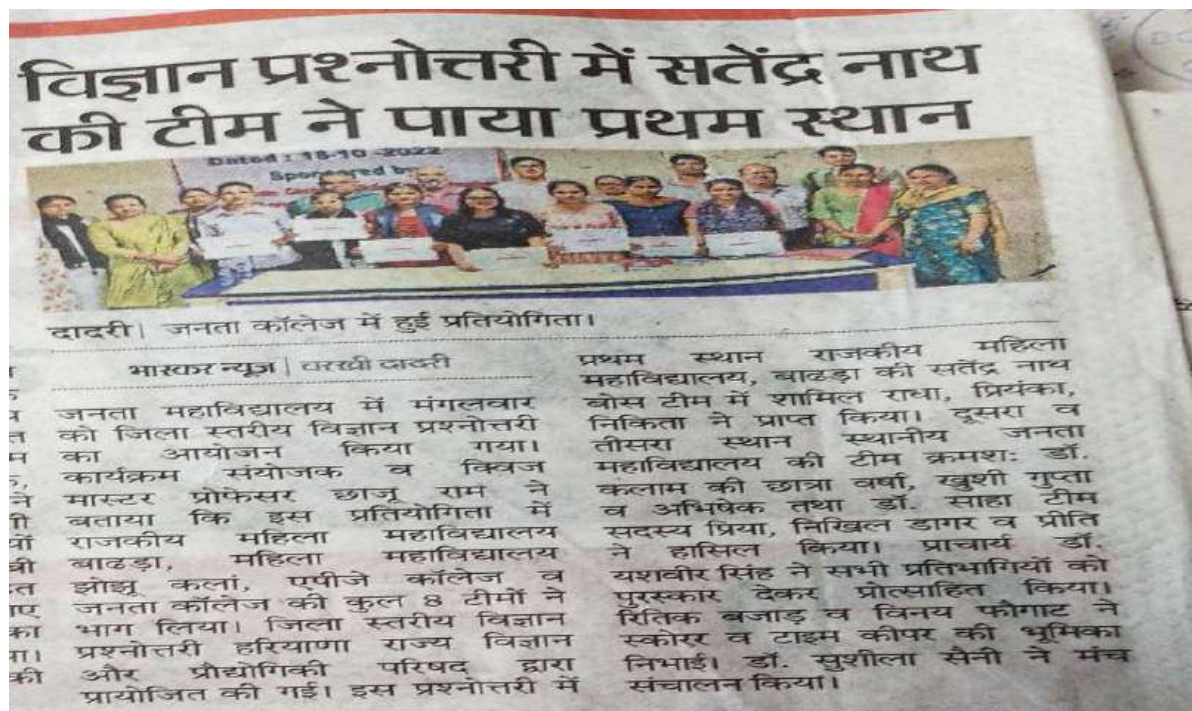 विज्ञान प्रश्नोत्तरी में सतेंद्र नाथ
की टीम ने पाया प्रथम स्थान
Dated : 18-10-2022
Sponsored by
दादरी| जनता कॉलेज में हुई प्रतियोगिता।
भास्कर न्यूज | चरखी दादरी
जनता महाविद्यालय में मंगलवार
को जिला स्तरीय विज्ञान प्रश्नोत्तरी
का आयोजन किया गया।
कार्यक्रम संयोजक व क्विज
मास्टर प्रोफेसर छाजू राम ने
बताया कि इस प्रतियोगिता में
राजकीय महिला महाविद्यालय
बाढड़ा, महिला महाविद्यालय
झोझू कलां, एपीजे कॉलेज व
जनता कॉलेज की कुल 8 टीमों ने
भाग लिया। जिला स्तरीय विज्ञान
प्रश्नोत्तरी हरियाणा राज्य विज्ञान
और प्रौद्योगिकी परिषद द्वारा
प्रायोजित की गई। इस प्रश्नोत्तरी में
प्रथम स्थान राजकीय महिला
महाविद्यालय, बाढड़ा की सतेंद्र नाथ
बोस टीम में शामिल राधा, प्रियंका,
निकिता ने प्राप्त किया। दूसरा व
तीसरा स्थान स्थानीय जनता
महाविद्यालय की टीम क्रमश: डॉ.
कलाम की छात्रा वर्षा, खुशी गुप्ता
व अभिषेक तथा डॉ. साहा टीम
सदस्य प्रिया, निखिल डागर व प्रीति
ने हासिल किया। प्राचार्य डॉ.
यशवीर सिंह ने सभी प्रतिभागियों को
पुरस्कार देकर प्रोत्साहित किया।
रितिक बजाड़ व विनय फौगाट ने
स्कोरर व टाइम कीपर की भूमिका
निभाई। डॉ. सुशीला सैनी ने मंच
संचालन किया।